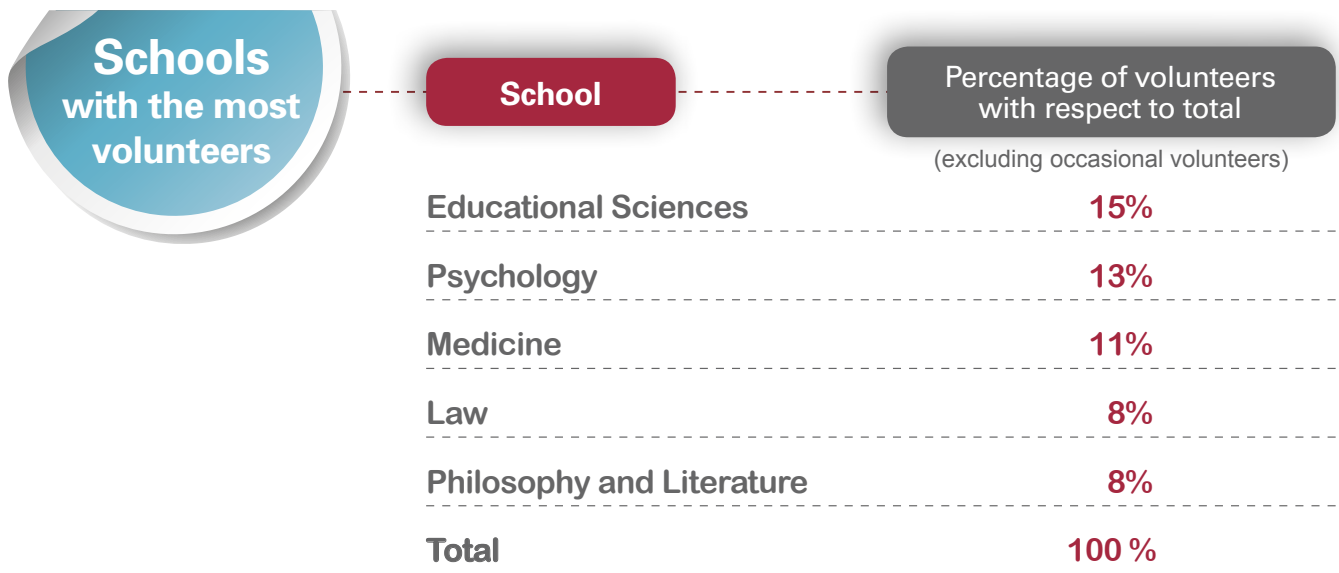 Schools
with the most
volunteers
School
Percentage of volunteers
with respect to total
(excluding occasional volunteers)
Educational Sciences 15%
Psychology 13%
Medicine 11%
Law 8%
Philosophy and Literature 8%
Total 100 %